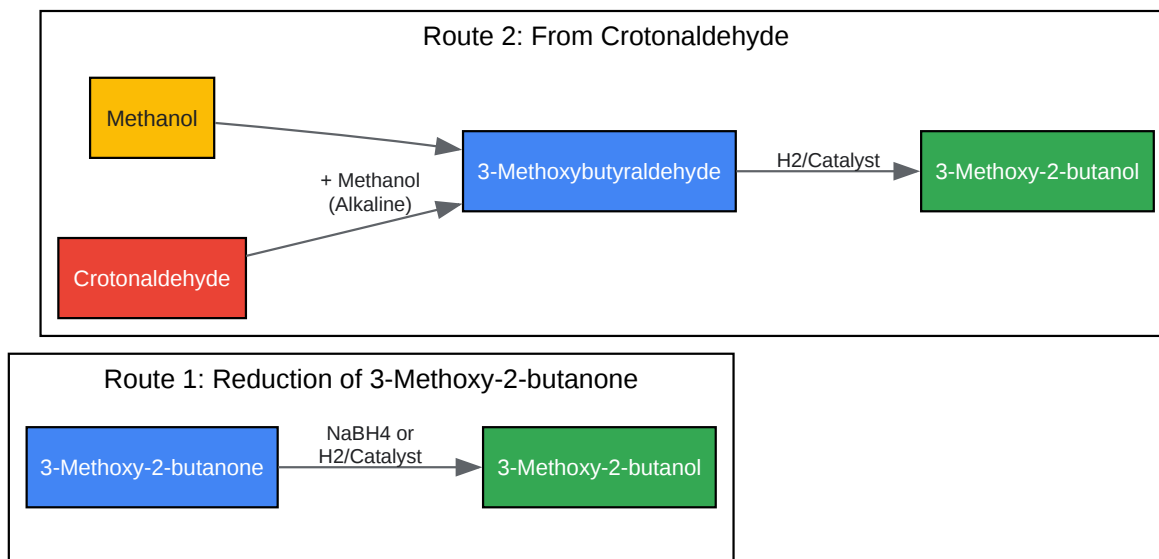 Route 2: From Crotonaldehyde
Methanol
+ Methanol
(Alkaline)
Crotonaldehyde
3-Methoxybutyraldehyde
H2/Catalyst
3-Methoxy-2-butanol
Route 1: Reduction of 3-Methoxy-2-butanone
3-Methoxy-2-butanone
NaBH4 or
H2/Catalyst
3-Methoxy-2-butanol